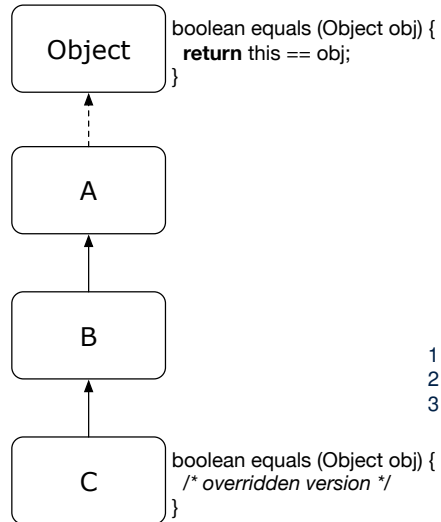 Object
boolean equals (Object obj) {
return this == obj;
}
A
B
1
2
3
C
boolean equals (Object obj) {
/* overridden version */
}